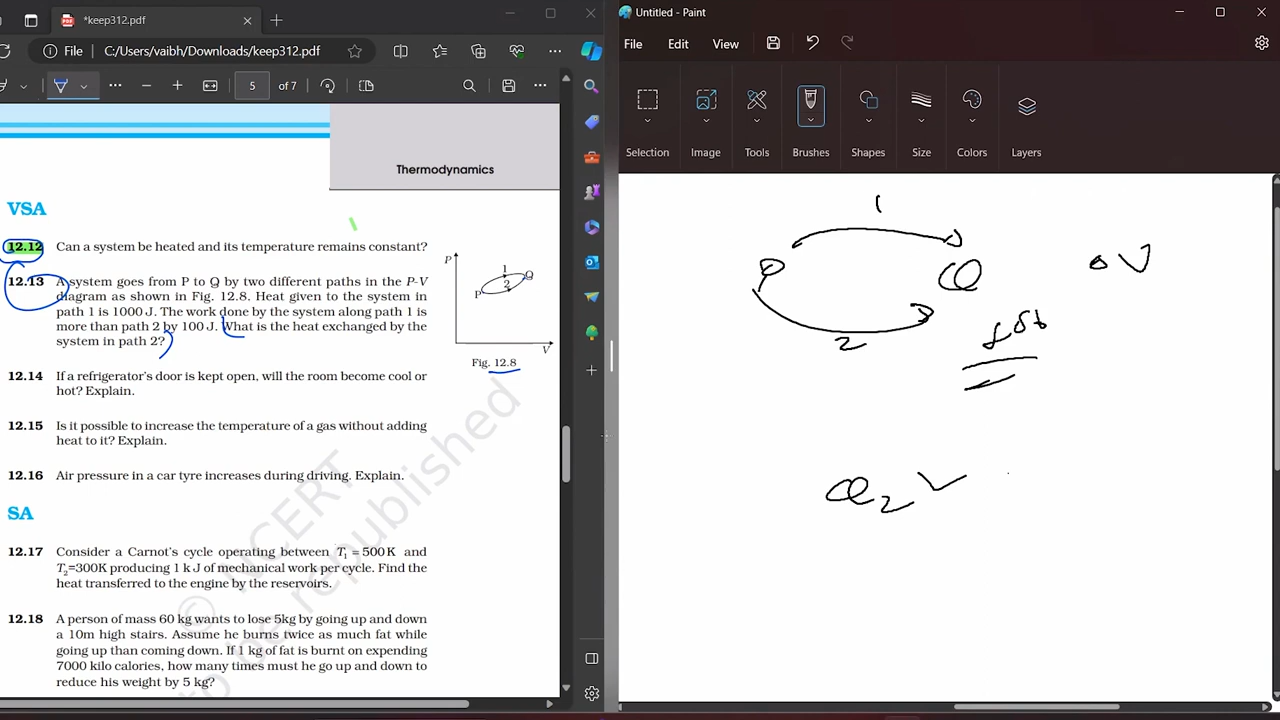 *keep312.pdf
File C:/Users/vaibh/Downloads/keep312.pdf
5 of 7
Thermodynamics
VSA
12.12 Can a system be heated and its temperature remains constant?
12.13 A system goes from P to Q by two different paths in the P-V
diagram as shown in Fig. 12.8. Heat given to the system in
path 1 is 1000 J. The work done by the system along path 1 is
more than path 2 by 100 J. What is the heat exchanged by the
system in path 2?
P
1
Q
2
P
V
Fig. 12.8
12.14 If a refrigerator's door is kept open, will the room become cool or
hot? Explain.
12.15 Is it possible to increase the temperature of a gas without adding
heat to it? Explain.
12.16 Air pressure in a car tyre increases during driving. Explain.
SA
12.17 Consider a Carnot's cycle operating between T1 = 500K and
T2=300K producing 1 k J of mechanical work per cycle. Find the
heat transferred to the engine by the reservoirs.
12.18 A person of mass 60 kg wants to lose 5kg by going up and down
a 10m high stairs. Assume he burns twice as much fat while
going up than coming down. If 1 kg of fat is burnt on expending
7000 kilo calories, how many times must he go up and down to
reduce his weight by 5 kg?
© NCERT
to be republished
Untitled - Paint
File Edit View
Selection Image Tools Brushes Shapes Size Colors Layers
1
P Q
2
Q2